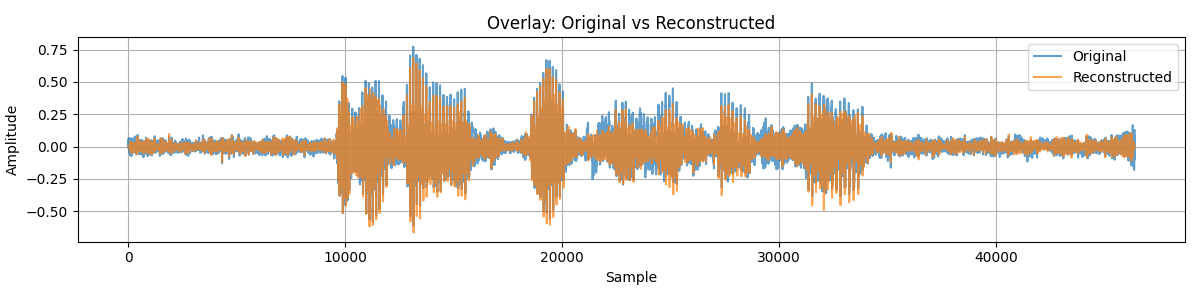 Overlay: Original vs Reconstructed
Original
Reconstructed
0.75
0.50
0.25
0.00
−0.25
−0.50
Amplitude
0 10000 20000 30000 40000
Sample